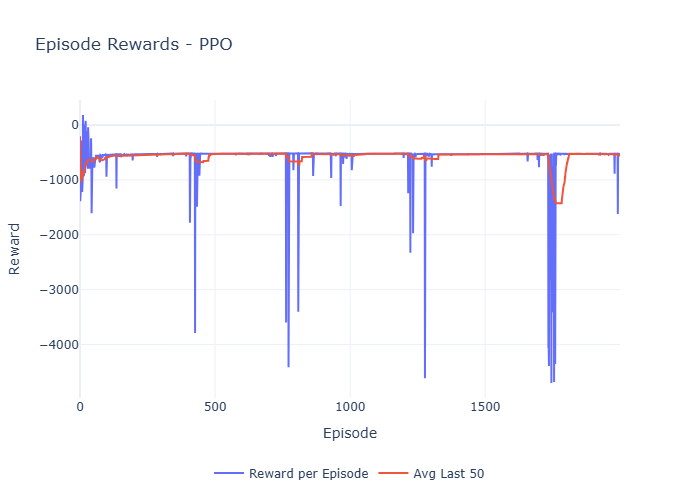 Episode Rewards - PPO
0
−1000
−2000
−3000
−4000
Reward
0 500 1000 1500
Episode
Reward per Episode Avg Last 50